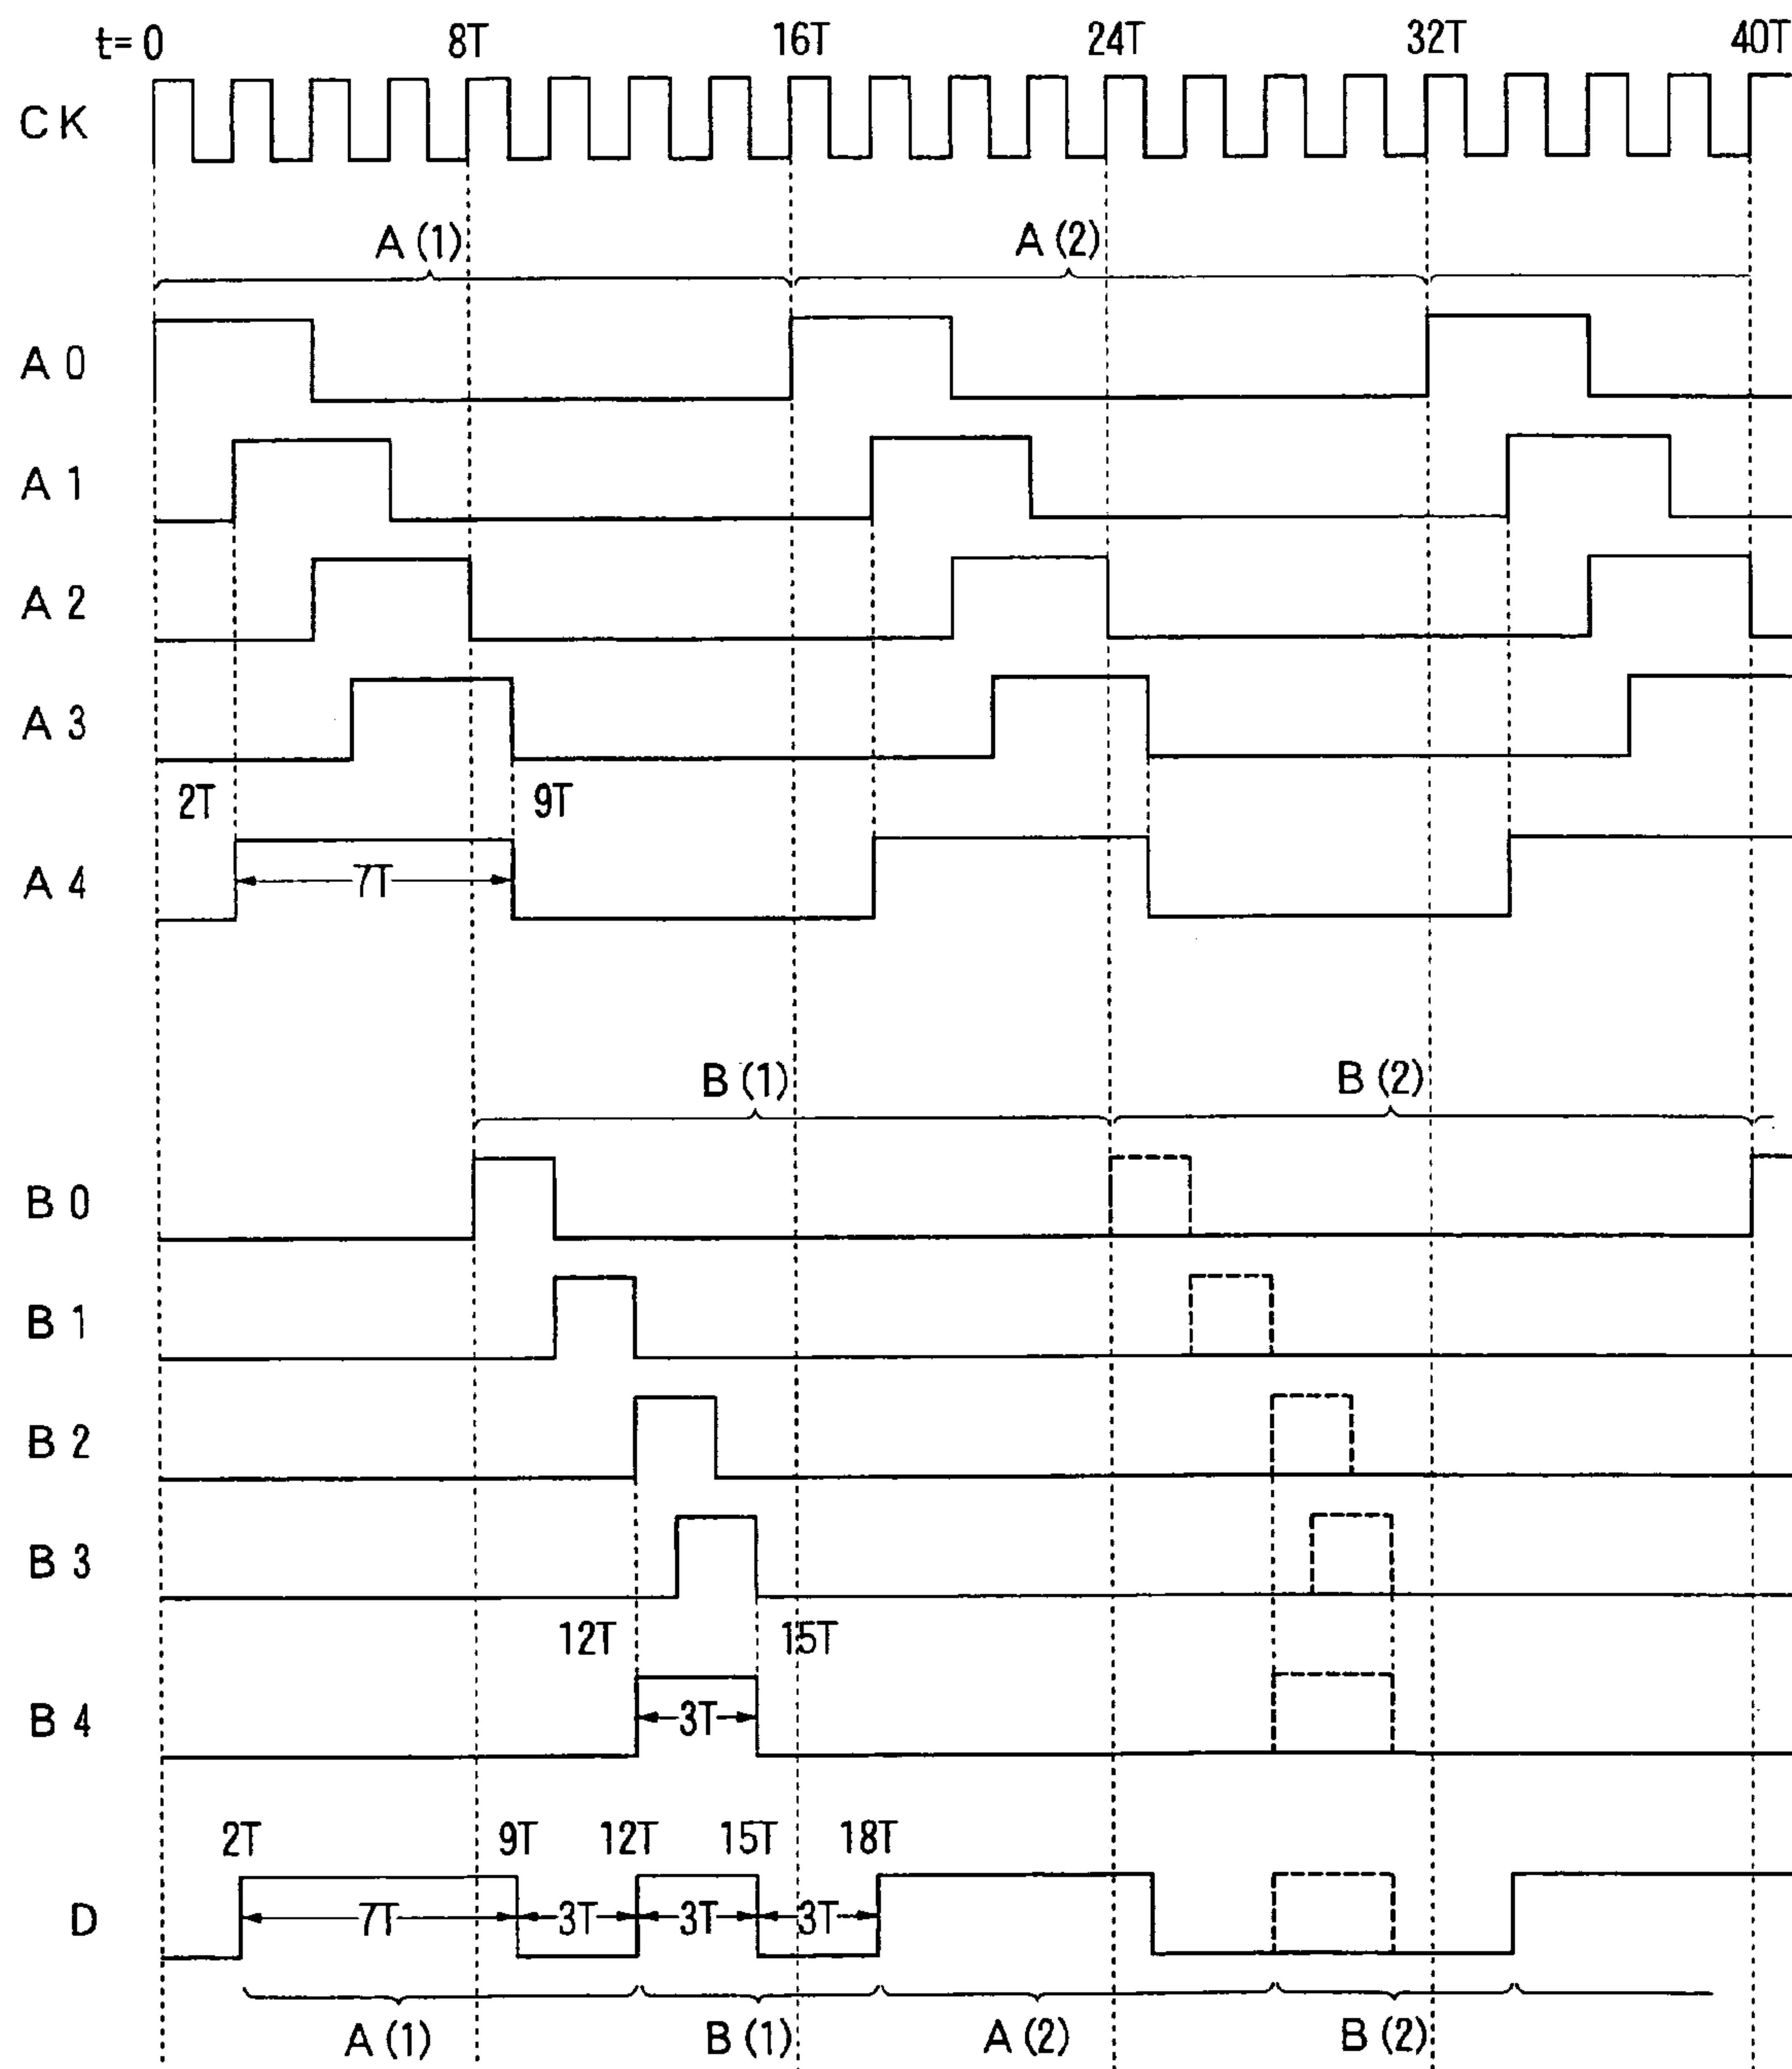 t= 0 8T 16T 24T 32T 40T
CK
A (1) A (2)
A 0
A 1
A 2
A 3
2T 9T
A 4 7T
B (1) B (2)
B 0
B 1
B 2
B 3
12T 15T
B 4 3T
2T 9T 12T 15T 18T
D 7T 3T 3T 3T
A (1) B (1) A (2) B (2)